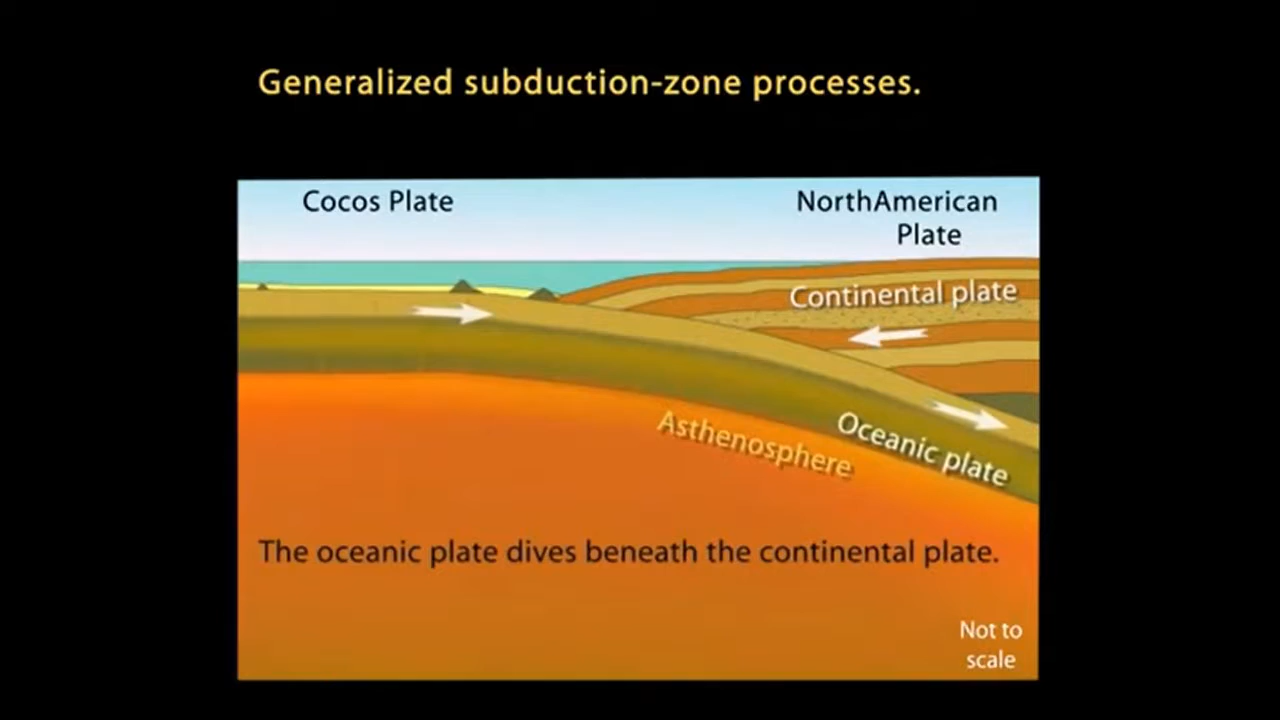 Generalized subduction-zone processes.
Cocos Plate
NorthAmerican
Plate
Continental plate
Oceanic plate
Asthenosphere
The oceanic plate dives beneath the continental plate.
Not to
scale